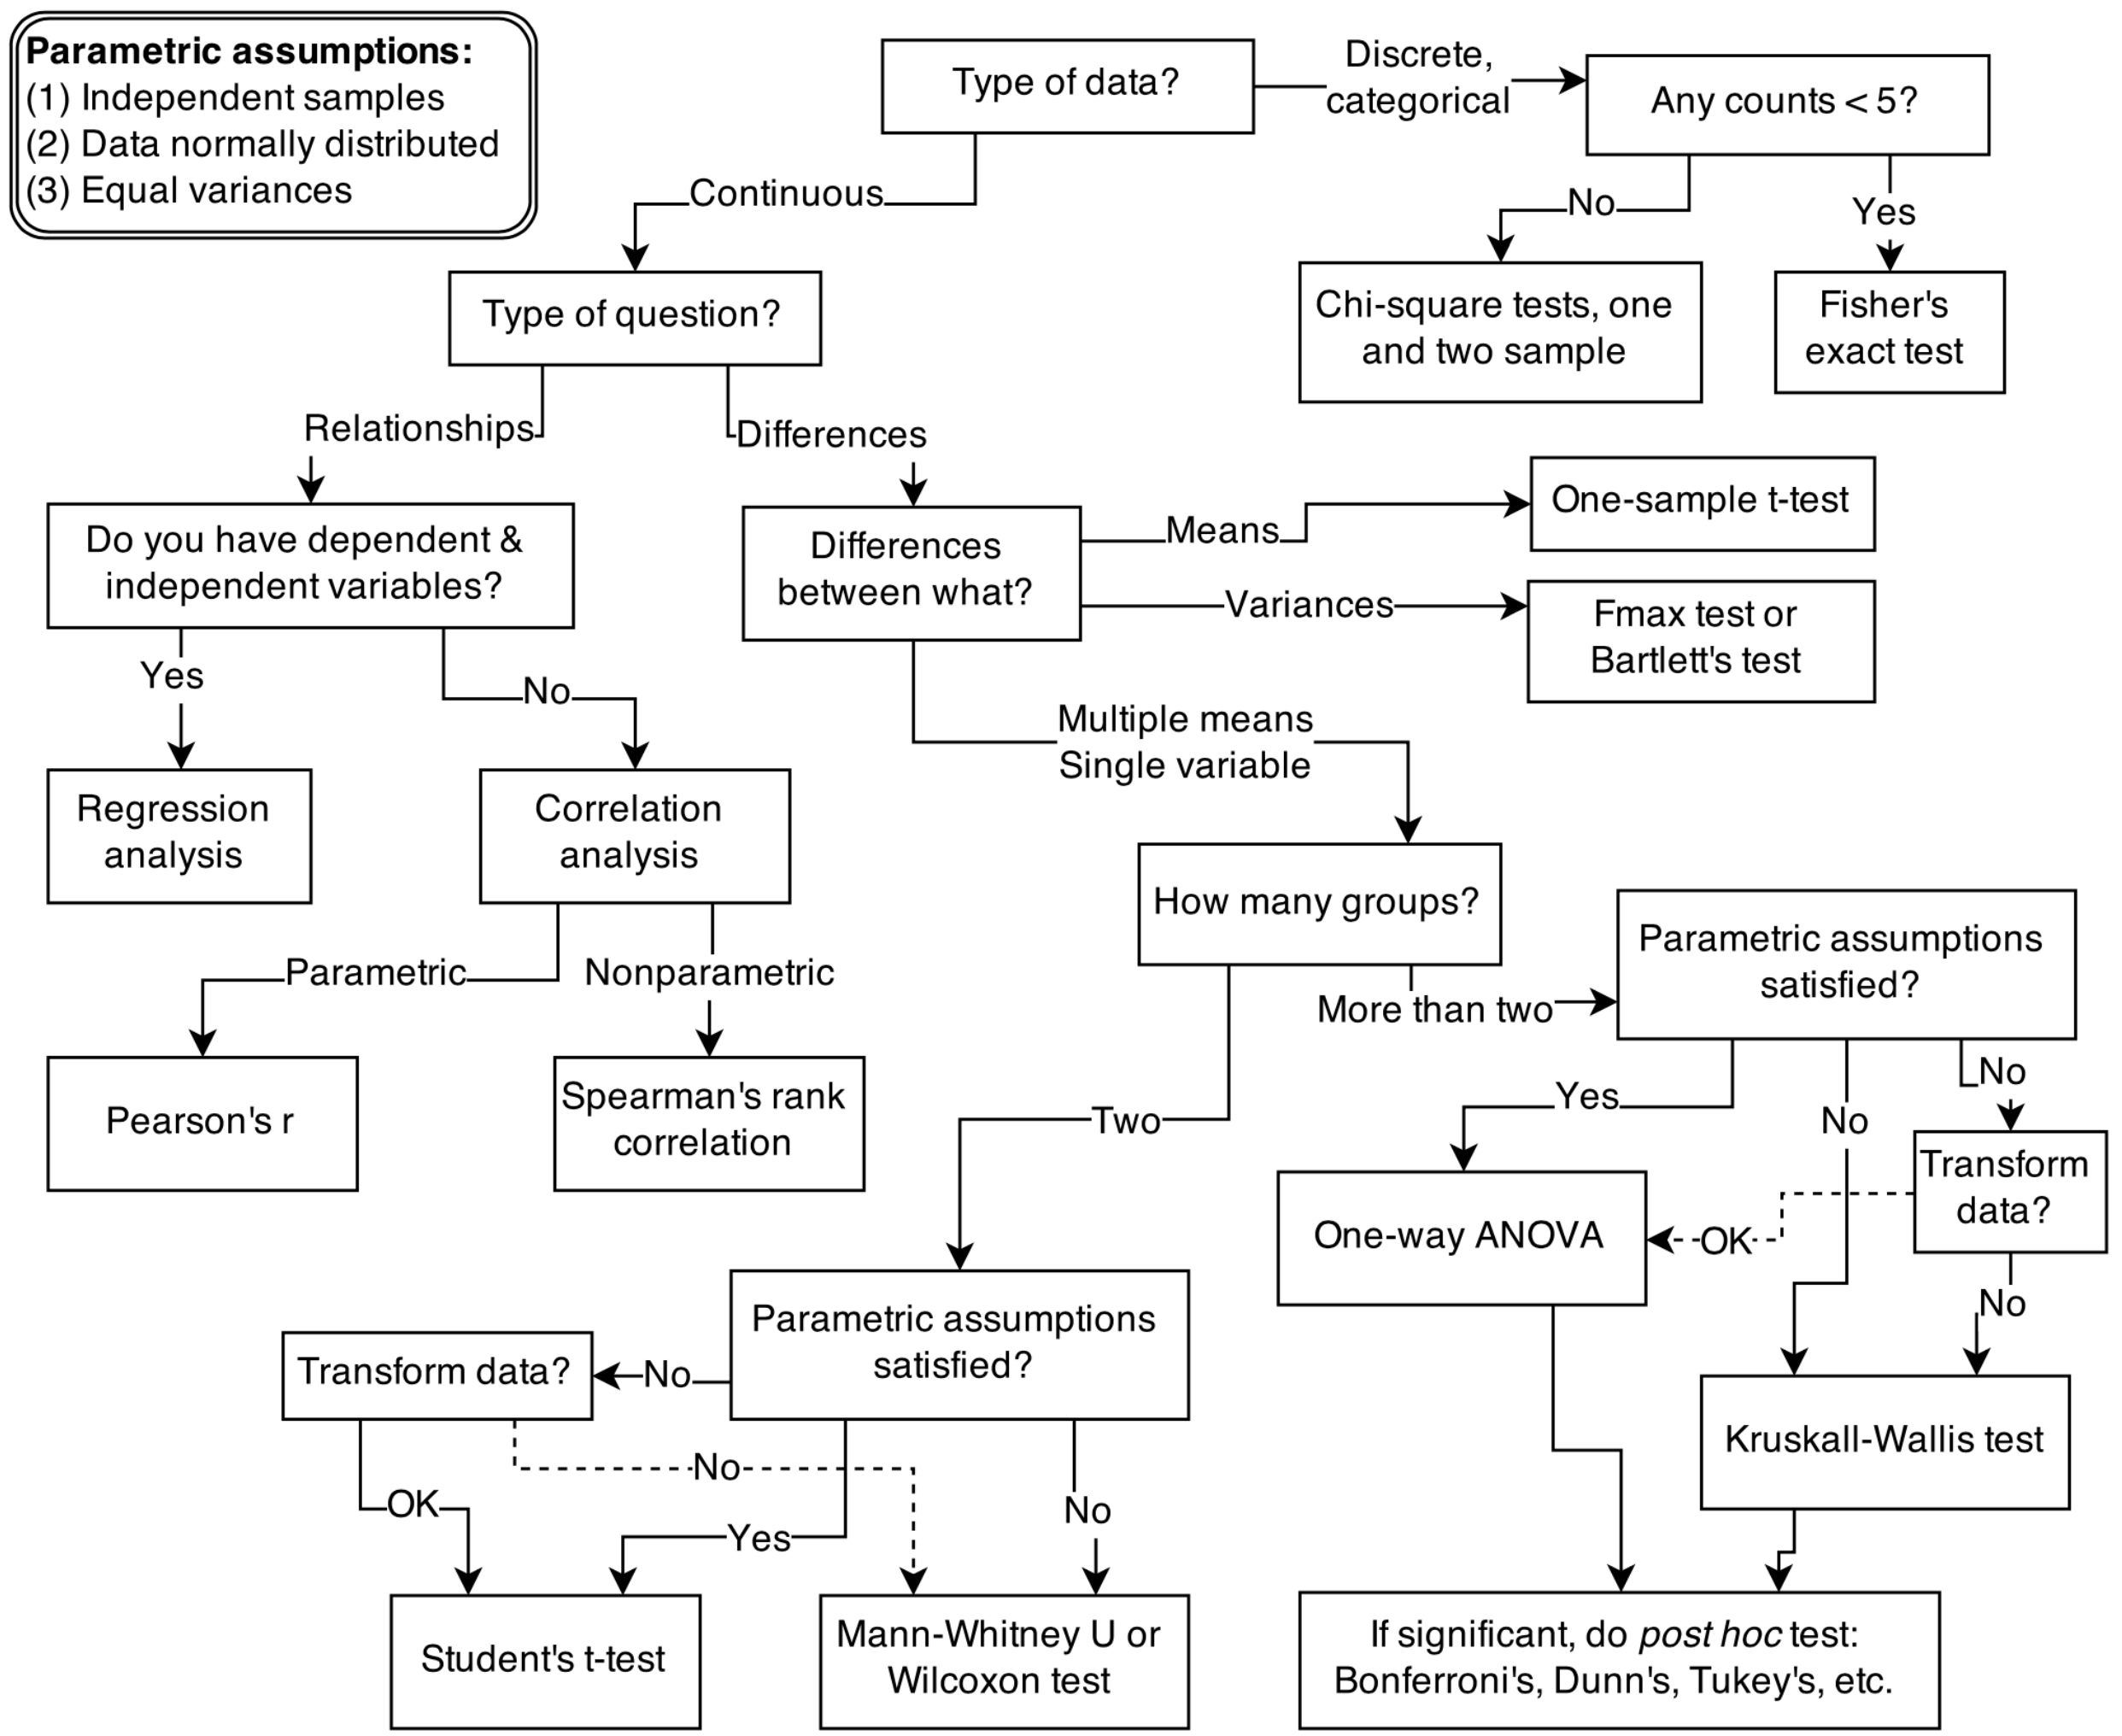 Parametric assumptions:
(1) Independent samples
(2) Data normally distributed
(3) Equal variances
Type of data?
Discrete,
categorical
Any counts < 5?
Continuous
No
Yes
Chi-square tests, one
and two sample
Fisher's
exact test
Type of question?
Relationships
Differences
Do you have dependent &
independent variables?
Differences
between what?
Means
One-sample t-test
Variances
Fmax test or
Bartlett's test
Yes
No
Multiple means
Single variable
Regression
analysis
Correlation
analysis
How many groups?
Parametric
Nonparametric
More than two
Parametric assumptions
satisfied?
Pearson's r
Spearman's rank
correlation
Two
Yes
No
No
Transform
data?
One-way ANOVA
OK
No
Parametric assumptions
satisfied?
Transform data?
No
Kruskall-Wallis test
No
OK
Yes
No
Student's t-test
Mann-Whitney U or
Wilcoxon test
If significant, do post hoc test:
Bonferroni's, Dunn's, Tukey's, etc.